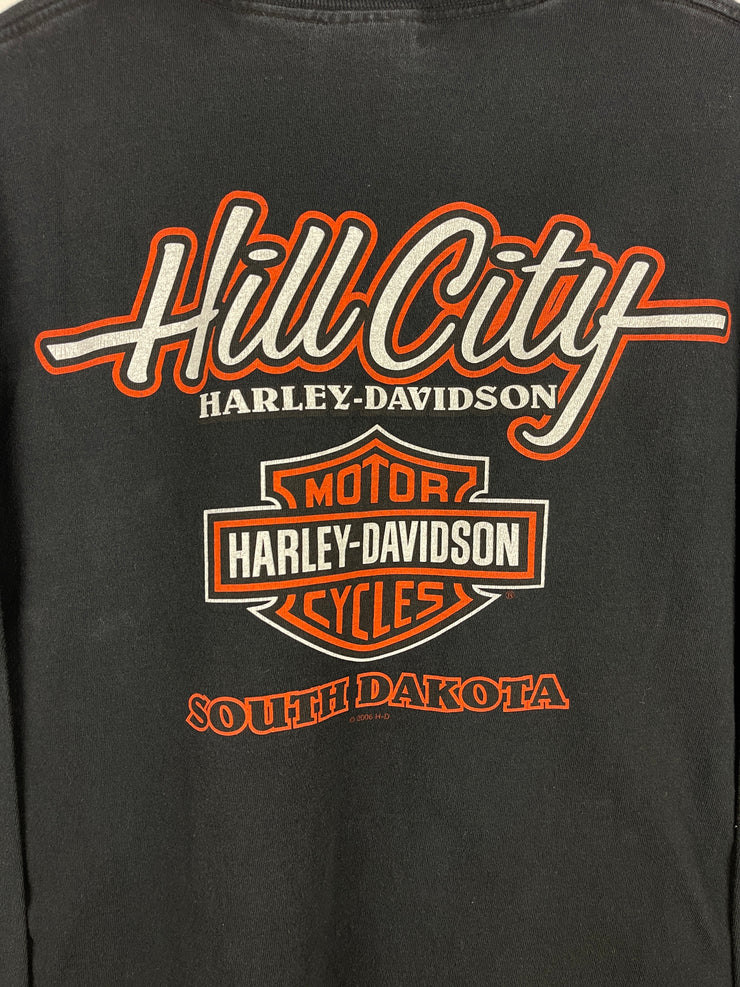 Hill City
HARLEY-DAVIDSON
MOTOR
HARLEY-DAVIDSON
CYCLES
®
SOUTH DAKOTA
© 2006 H-D